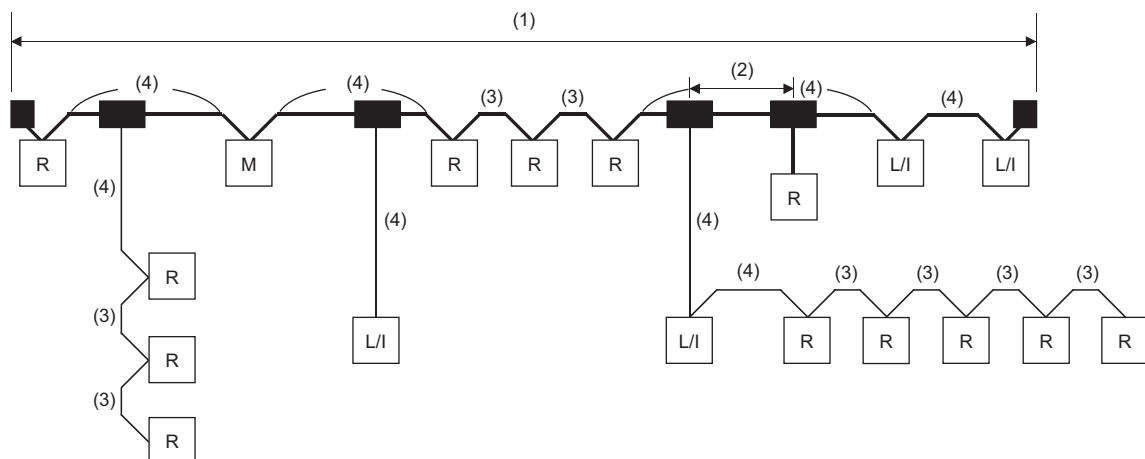 (1)
(4) (4) (3) (3) (2) (4) (4)
R M R R R L/I L/I
R
(4) (4) (4)
R (4) (3) (3) (3) (3)
(3)
L/I L/I R R R R R
R
(3)
R